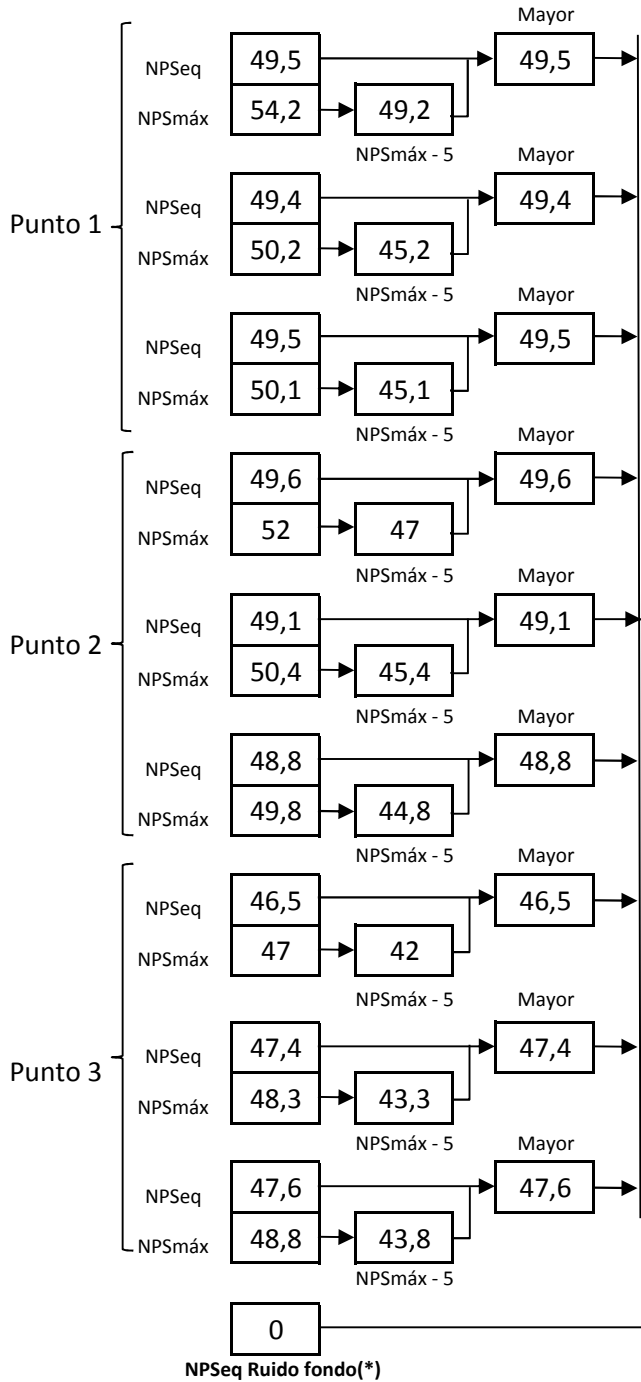 Mayor
NPSeq 49,5 49,5
NPSmáx 54,2 49,2
NPSmáx - 5 Mayor
NPSeq 49,4 49,4
Punto 1
NPSmáx 50,2 45,2
NPSmáx - 5 Mayor
NPSeq 49,5 49,5
NPSmáx 50,1 45,1
NPSmáx - 5 Mayor
NPSeq 49,6 49,6
NPSmáx 52 47
NPSmáx - 5 Mayor
NPSeq 49,1 49,1
Punto 2
NPSmáx 50,4 45,4
NPSmáx - 5 Mayor
NPSeq 48,8 48,8
NPSmáx 49,8 44,8
NPSmáx - 5 Mayor
NPSeq 46,5 46,5
NPSmáx 47 42
NPSmáx - 5 Mayor
NPSeq 47,4 47,4
Punto 3
NPSmáx 48,3 43,3
NPSmáx - 5 Mayor
NPSeq 47,6 47,6
NPSmáx 48,8 43,8
NPSmáx - 5
0
NPSeq Ruido fondo(*)